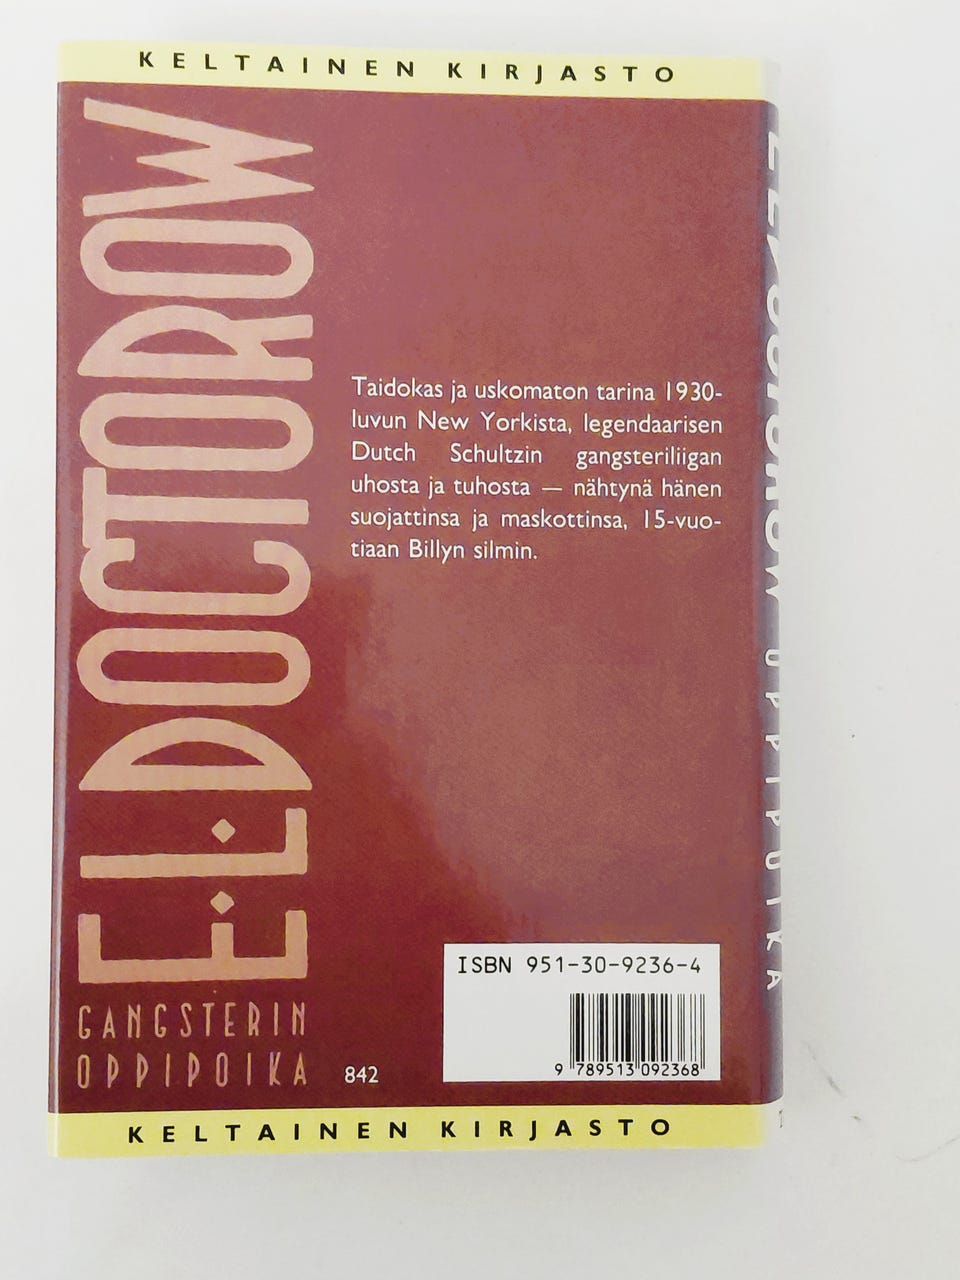 KELTAINEN KIRJASTO
E.L.DOCTOROW
GANGSTERIN
OPPIPOIKA
Taidokas ja uskomaton tarina 1930-
luvun New Yorkista, legendaarisen
Dutch Schultzin gangsteriliigan
uhosta ja tuhosta — nähtynä hänen
suojattinsa ja maskottinsa, 15-vuo-
tiaan Billyn silmin.
842
ISBN 951-30-9236-4
9 789513 092368
KELTAINEN KIRJASTO